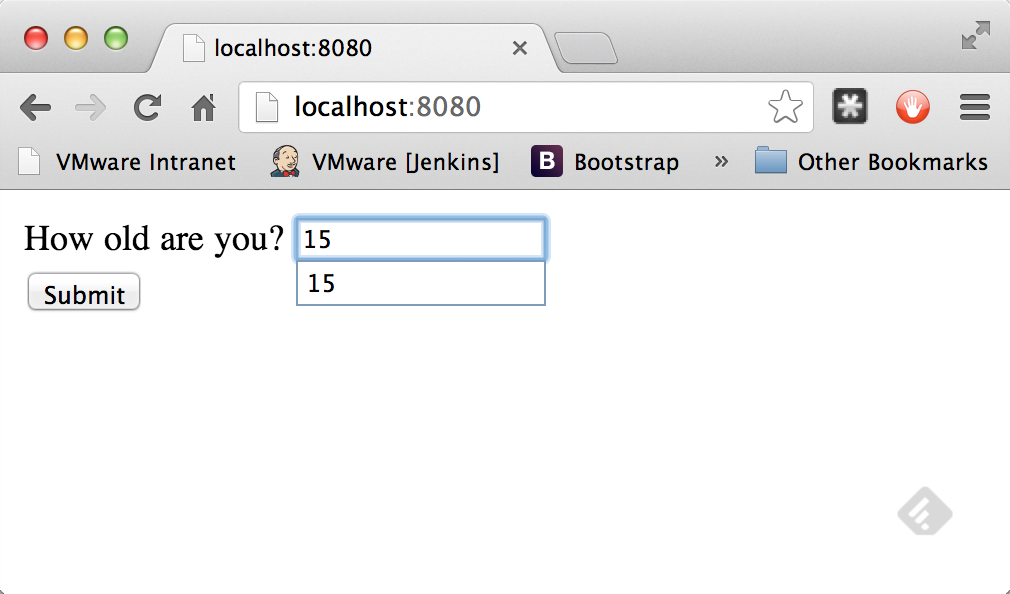 localhost:8080
localhost:8080
VMware Intranet VMware [Jenkins] B Bootstrap » Other Bookmarks
How old are you? 15
15
Submit